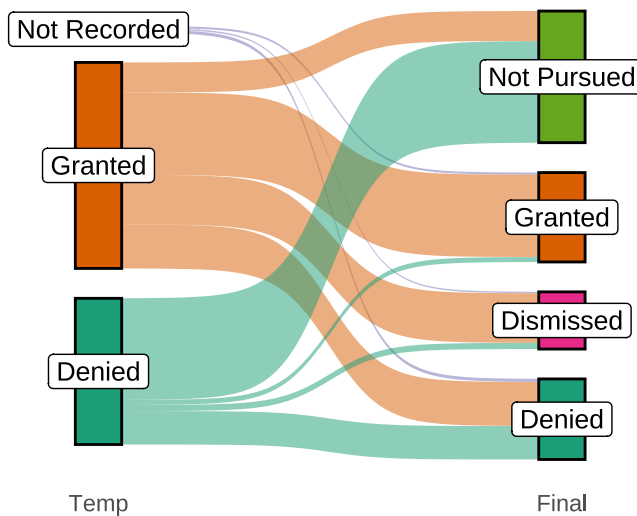 Not Recorded
Granted
Denied
Not Pursued
Granted
Dismissed
Denied
Temp
Final